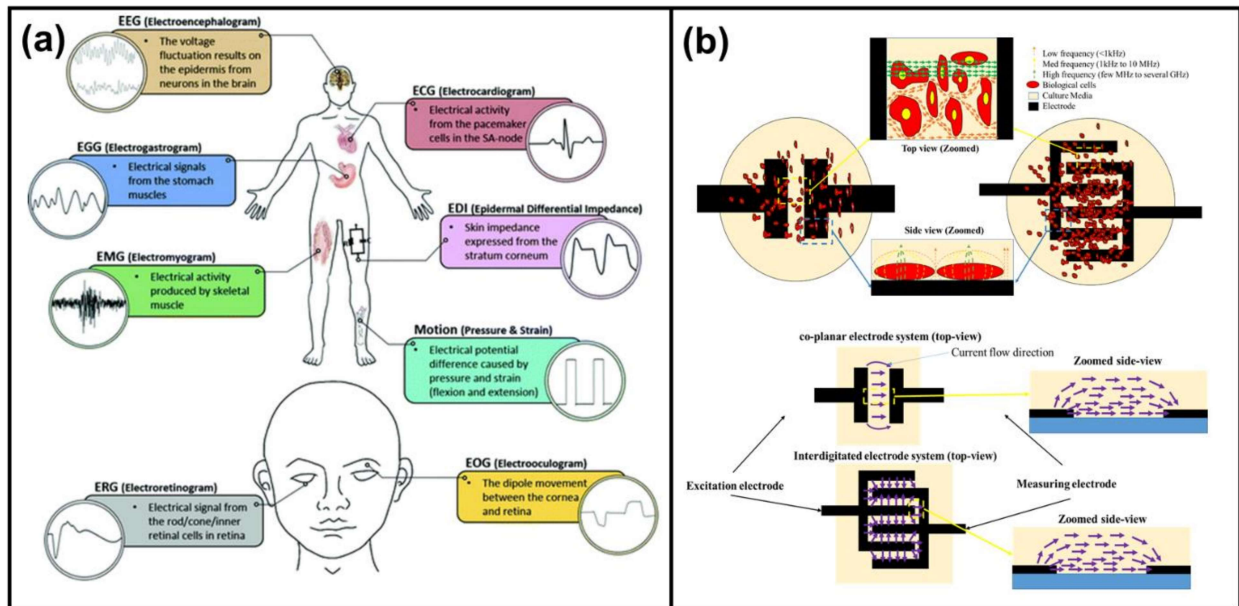 (a)
EEG (Electroencephalogram)
• The voltage
fluctuation results on
the epidermis from
neurons in the brain
ECG (Electrocardiogram)
• Electrical activity
from the pacemaker
cells in the SA-node
EGG (Electrogastrogram)
• Electrical signals
from the stomach
muscles
EDI (Epidermal Differential Impedance)
• Skin impedance
expressed from the
stratum corneum
EMG (Electromyogram)
• Electrical activity
produced by skeletal
muscle
Motion (Pressure & Strain)
• Electrical potential
difference caused by
pressure and strain
(flexion and extension)
EOG (Electrooculogram)
• The dipole movement
between the cornea
and retina
ERG (Electroretinogram)
• Electrical signal from
the rod/cone/inner
retinal cells in retina
(b)
Low frequency (<1kHz)
Med frequency (1kHz to 10 MHz)
High frequency (few MHz to several GHz)
Biological cells
Culture Media
Electrode
Top view (Zoomed)
Side view (Zoomed)
co-planar electrode system (top-view)
Current flow direction
Zoomed side-view
Interdigitated electrode system (top-view)
Excitation electrode
Measuring electrode
Zoomed side-view